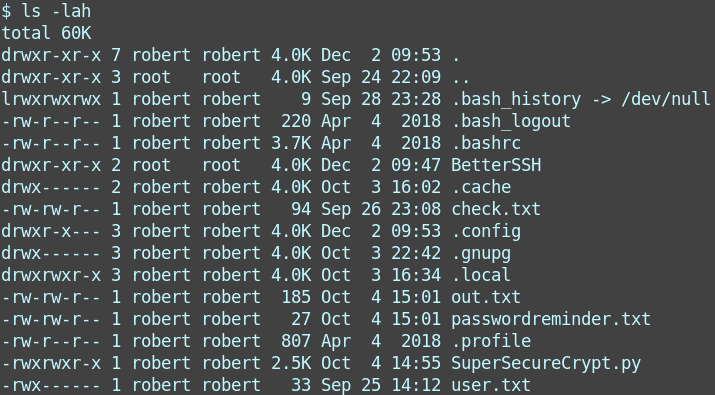 $ ls -lah
total 60K
drwxr-xr-x 7 robert robert 4.0K Dec  2 09:53 .
drwxr-xr-x 3 root   root   4.0K Sep 24 22:09 ..
lrwxrwxrwx 1 robert robert    9 Sep 28 23:28 .bash_history -> /dev/null
-rw-r--r-- 1 robert robert  220 Apr  4  2018 .bash_logout
-rw-r--r-- 1 robert robert 3.7K Apr  4  2018 .bashrc
drwxr-xr-x 2 root   root   4.0K Dec  2 09:47 BetterSSH
drwx------ 2 robert robert 4.0K Oct  3 16:02 .cache
-rw-rw-r-- 1 robert robert   94 Sep 26 23:08 check.txt
drwxr-x--- 3 robert robert 4.0K Dec  2 09:53 .config
drwx------ 3 robert robert 4.0K Oct  3 22:42 .gnupg
drwxrwxr-x 3 robert robert 4.0K Oct  3 16:34 .local
-rw-rw-r-- 1 robert robert  185 Oct  4 15:01 out.txt
-rw-rw-r-- 1 robert robert   27 Oct  4 15:01 passwordreminder.txt
-rw-r--r-- 1 robert robert  807 Apr  4  2018 .profile
-rwxrwxr-x 1 robert robert 2.5K Oct  4 14:55 SuperSecureCrypt.py
-rwx------ 1 robert robert   33 Sep 25 14:12 user.txt